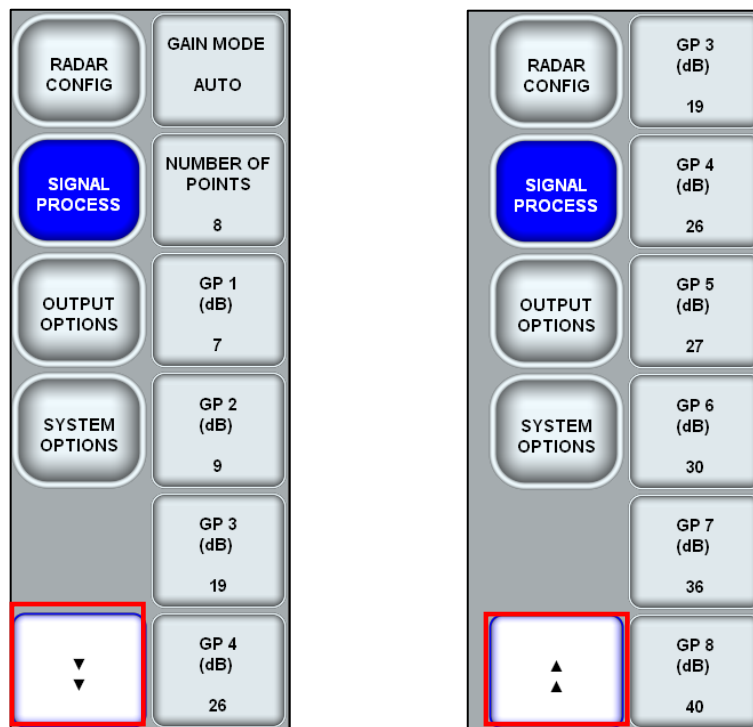 RADAR
CONFIG
GAIN MODE
AUTO
SIGNAL
PROCESS
NUMBER OF
POINTS
8
OUTPUT
OPTIONS
GP 1
(dB)
7
SYSTEM
OPTIONS
GP 2
(dB)
9
GP 3
(dB)
19
▼
▼
GP 4
(dB)
26
RADAR
CONFIG
GP 3
(dB)
19
SIGNAL
PROCESS
GP 4
(dB)
26
OUTPUT
OPTIONS
GP 5
(dB)
27
SYSTEM
OPTIONS
GP 6
(dB)
30
GP 7
(dB)
36
▲
▲
GP 8
(dB)
40